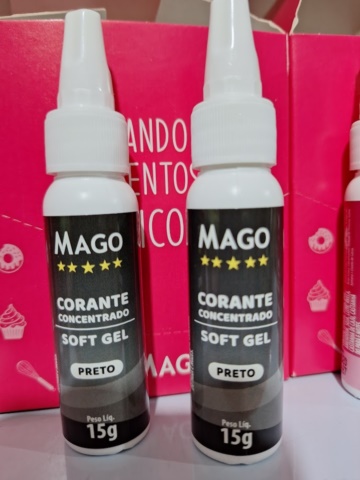 ANDO
ENTOS
ICO
MAGO
CORANTE
CONCENTRADO
SOFT GEL
PRETO
Peso Líq.
15g
MAGO
CORANTE
CONCENTRADO
SOFT GEL
PRETO
Peso Líq.
15g
MAG